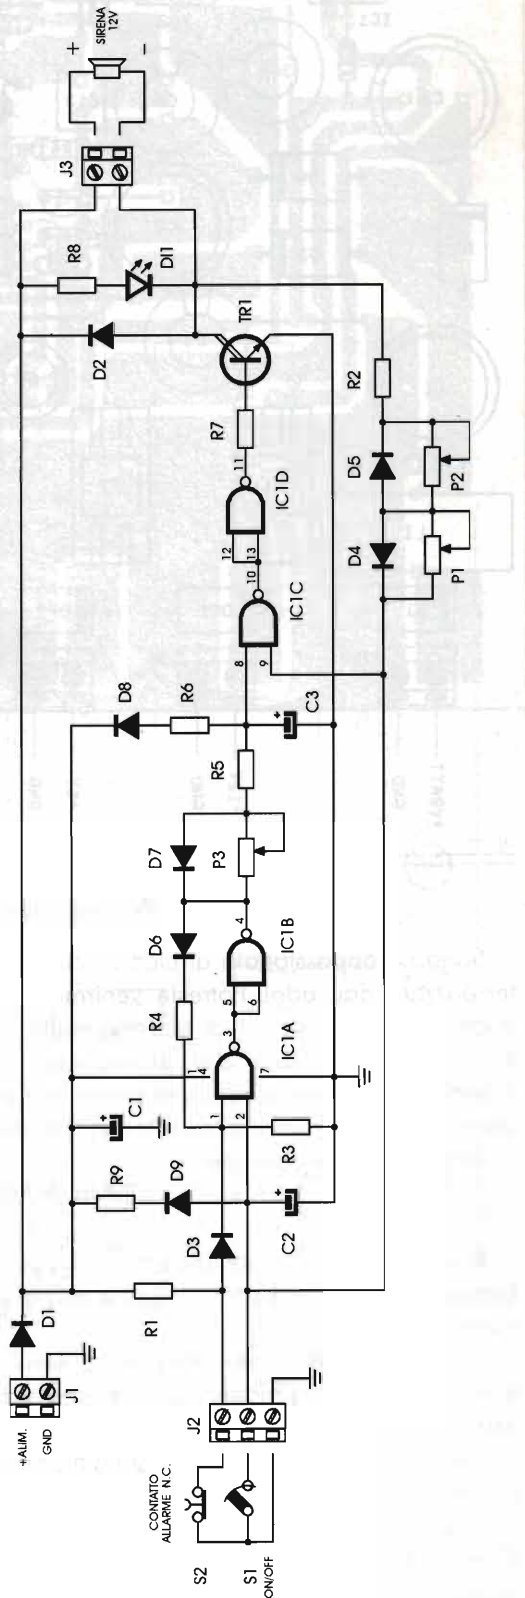 +ALIM.
GND
J1
D1
R1
R9
D9
C2
+
C1
+
D3
R3
CONTATTO
ALLARME N.C.
S2
S1
ON/OFF
J2
1
2
3
1
4
7
IC1A
R4
D6
D7
5
6
4
IC1B
P3
R5
D8
R6
C3
+
8
9
10
IC1C
12
13
11
IC1D
R7
TR1
D2
R8
DI1
J3
+
-
SIRENA
12V
D4
P1
D5
P2
R2